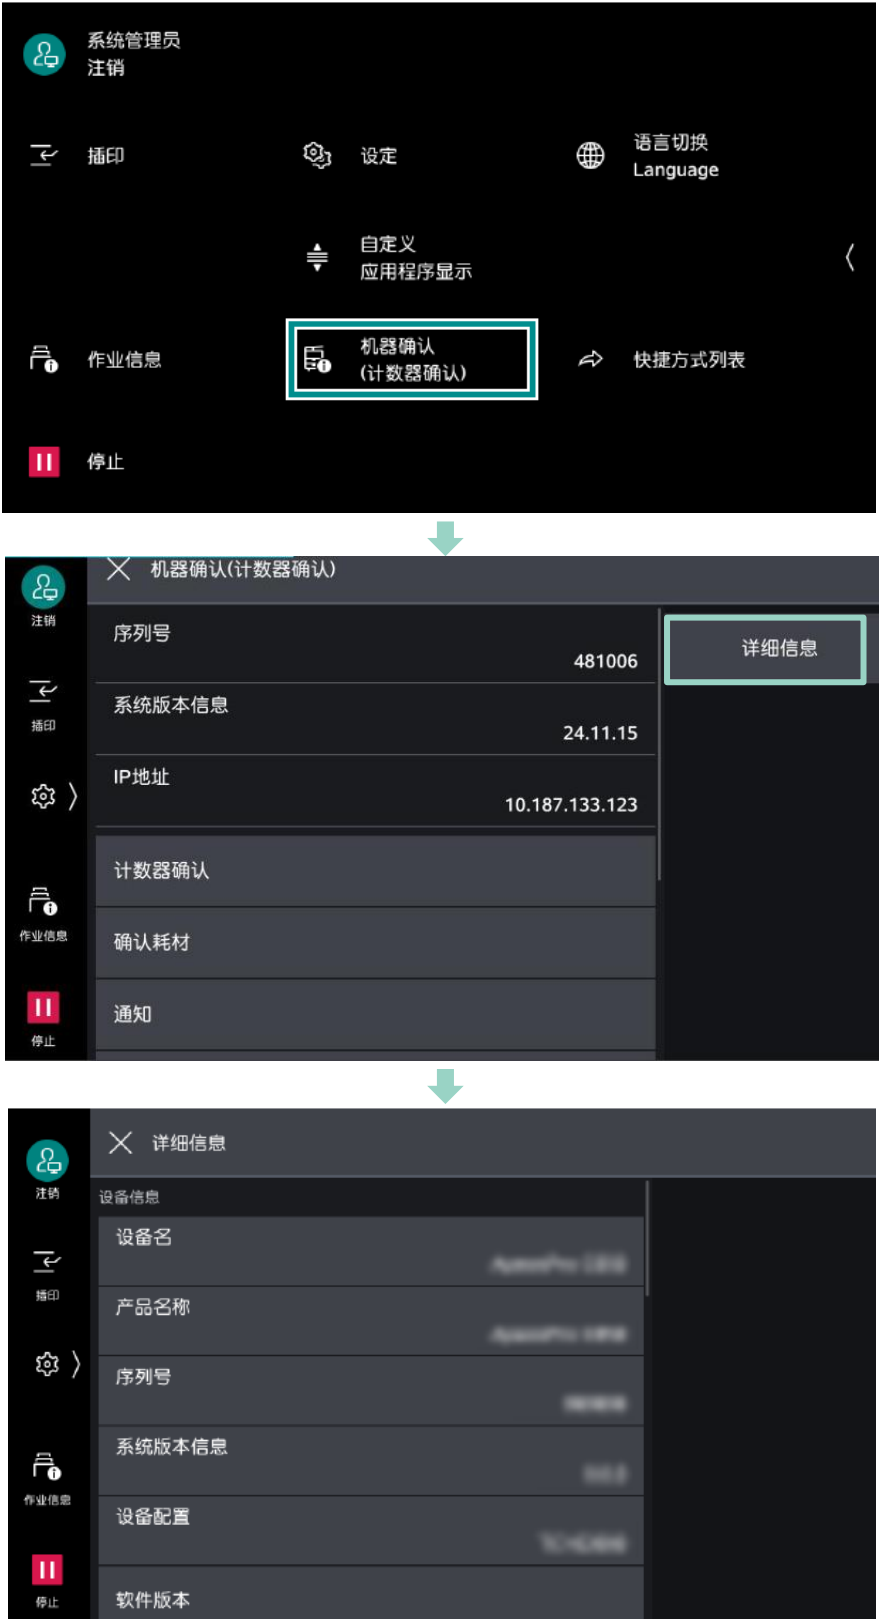 系统管理员
注销
插印
设定
语言切换
Language
自定义
应用程序显示
作业信息
机器确认
(计数器确认)
快捷方式列表
停止
机器确认(计数器确认)
注销
序列号
481006
详细信息
插印
系统版本信息
24.11.15
IP地址
10.187.133.123
计数器确认
作业信息
确认耗材
通知
停止
详细信息
注销
设备信息
设备名
插印
产品名称
序列号
系统版本信息
作业信息
设备配置
停止
软件版本